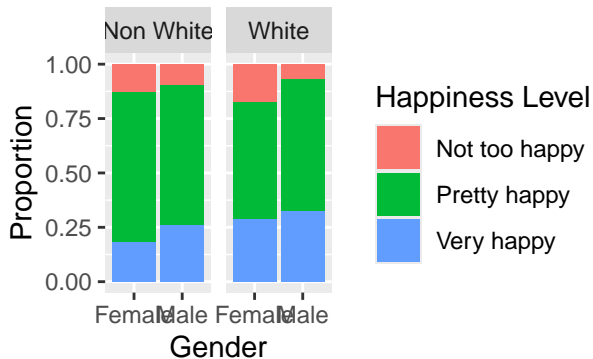 Non White White
1.00
0.75
0.50
0.25
0.00
Proportion
Female Male Female Male
Gender
Happiness Level
Not too happy
Pretty happy
Very happy